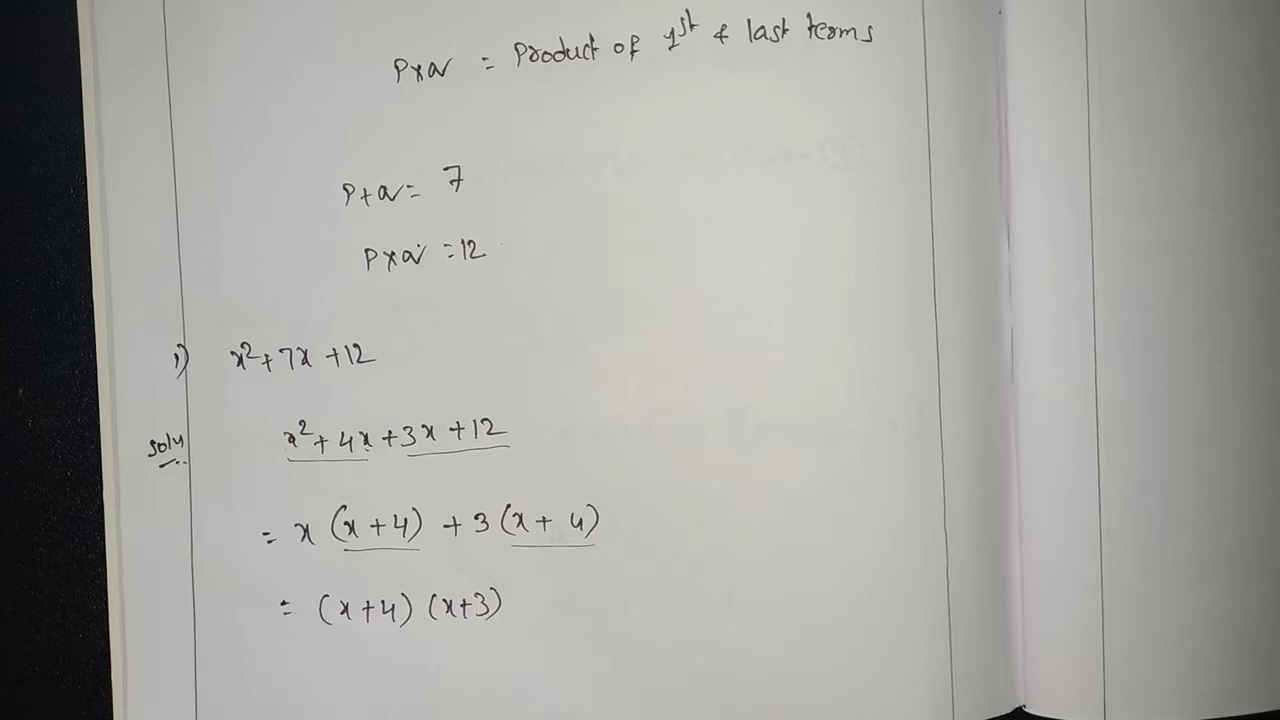 P×q = Product of 1st & last terms
P+q = 7
P×q = 12
1) x²+7x+12
Soln x²+4x+3x+12
= x(x+4)+3(x+4)
= (x+4)(x+3)